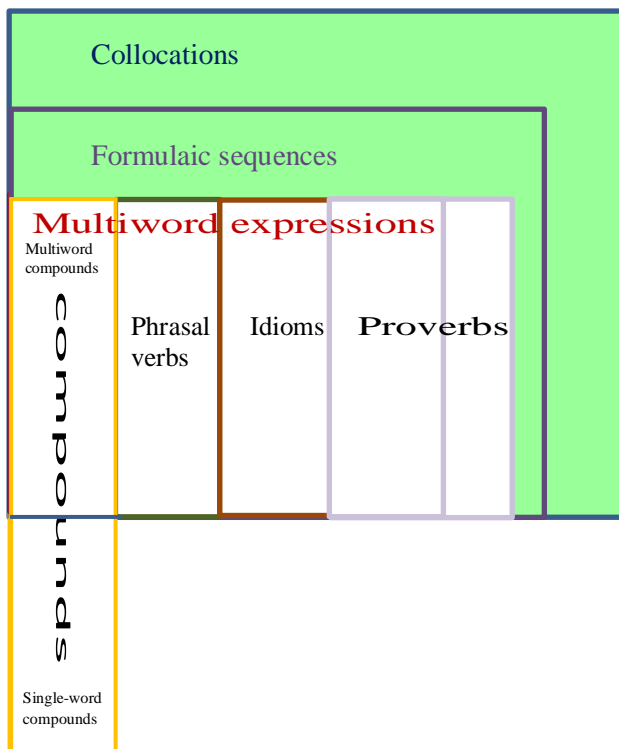 Collocations
Formulaic sequences
Multiword expressions
Multiword
compounds
compounds
Phrasal
verbs
Idioms
Proverbs
Single-word
compounds